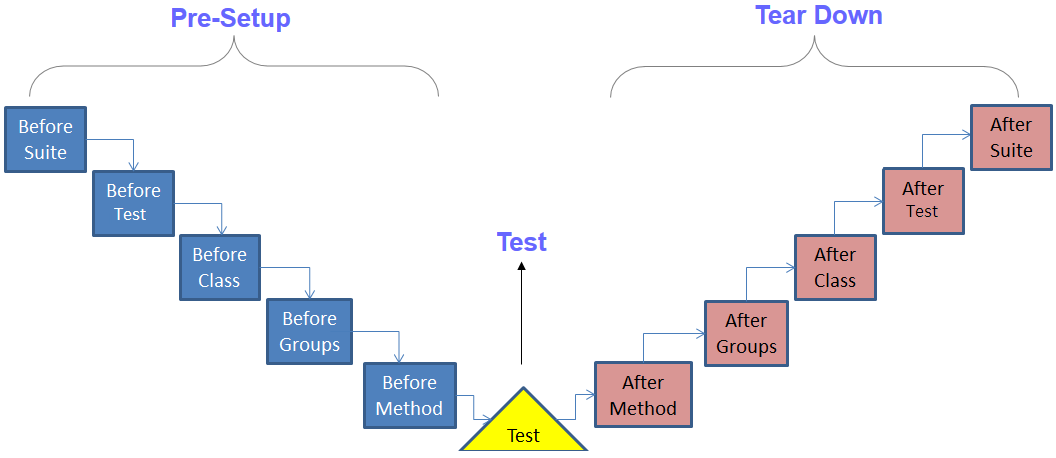 Pre-Setup
Tear Down
Before
Suite
Before
Test
Before
Class
Before
Groups
Before
Method
Test
Test
After
Method
After
Groups
After
Class
After
Test
After
Suite